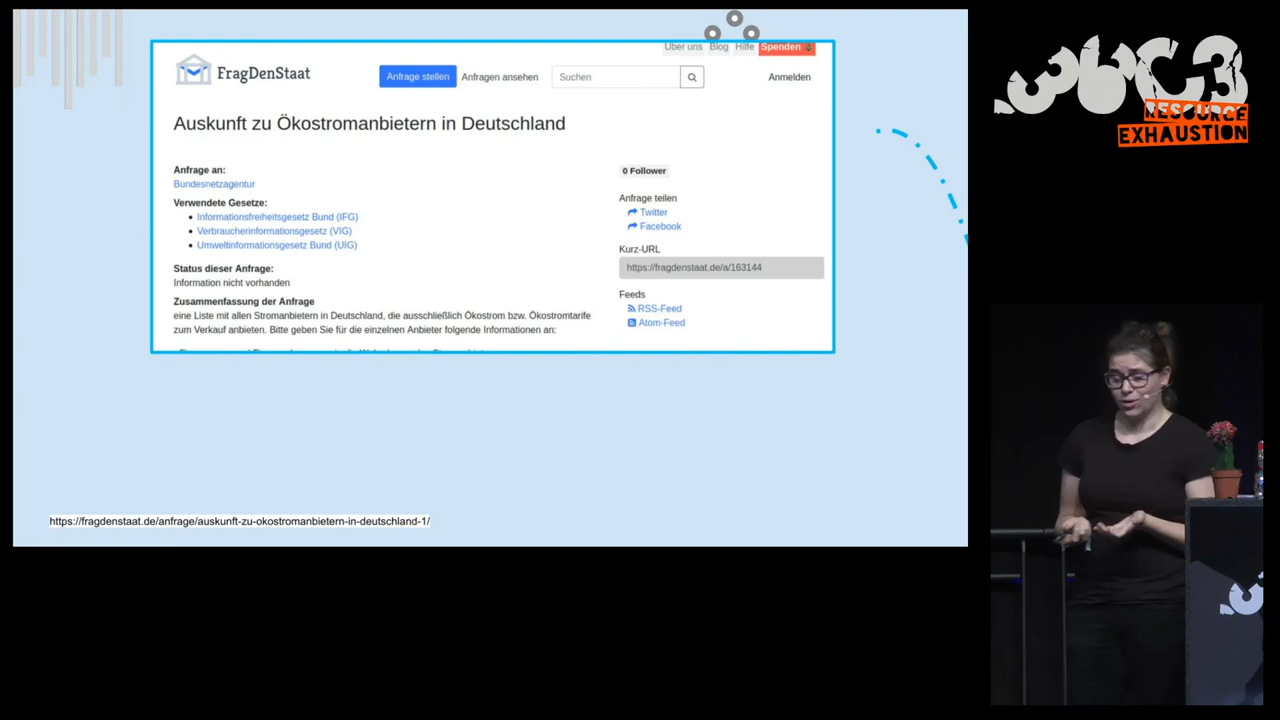 Über uns Blog Hilfe Spenden
FragDenStaat
Anfrage stellen Anfragen ansehen Suchen Anmelden
Auskunft zu Ökostromanbietern in Deutschland
Anfrage an:
Bundesnetzagentur
Verwendete Gesetze:
Informationsfreiheitsgesetz Bund (IFG)
Verbraucherinformationsgesetz (VIG)
Umweltinformationsgesetz Bund (UIG)
Status dieser Anfrage:
Information nicht vorhanden
Zusammenfassung der Anfrage
eine Liste mit allen Stromanbietern in Deutschland, die ausschließlich Ökostrom bzw. Ökostromtarife
zum Verkauf anbieten. Bitte geben Sie für die einzelnen Anbieter folgende Informationen an:
0 Follower
Anfrage teilen
Twitter
Facebook
Kurz-URL
https://fragdenstaat.de/a/163144
Feeds
RSS-Feed
Atom-Feed
https://fragdenstaat.de/anfrage/auskunft-zu-okostromanbietern-in-deutschland-1/
36C3
RESOURCE
EXHAUSTION